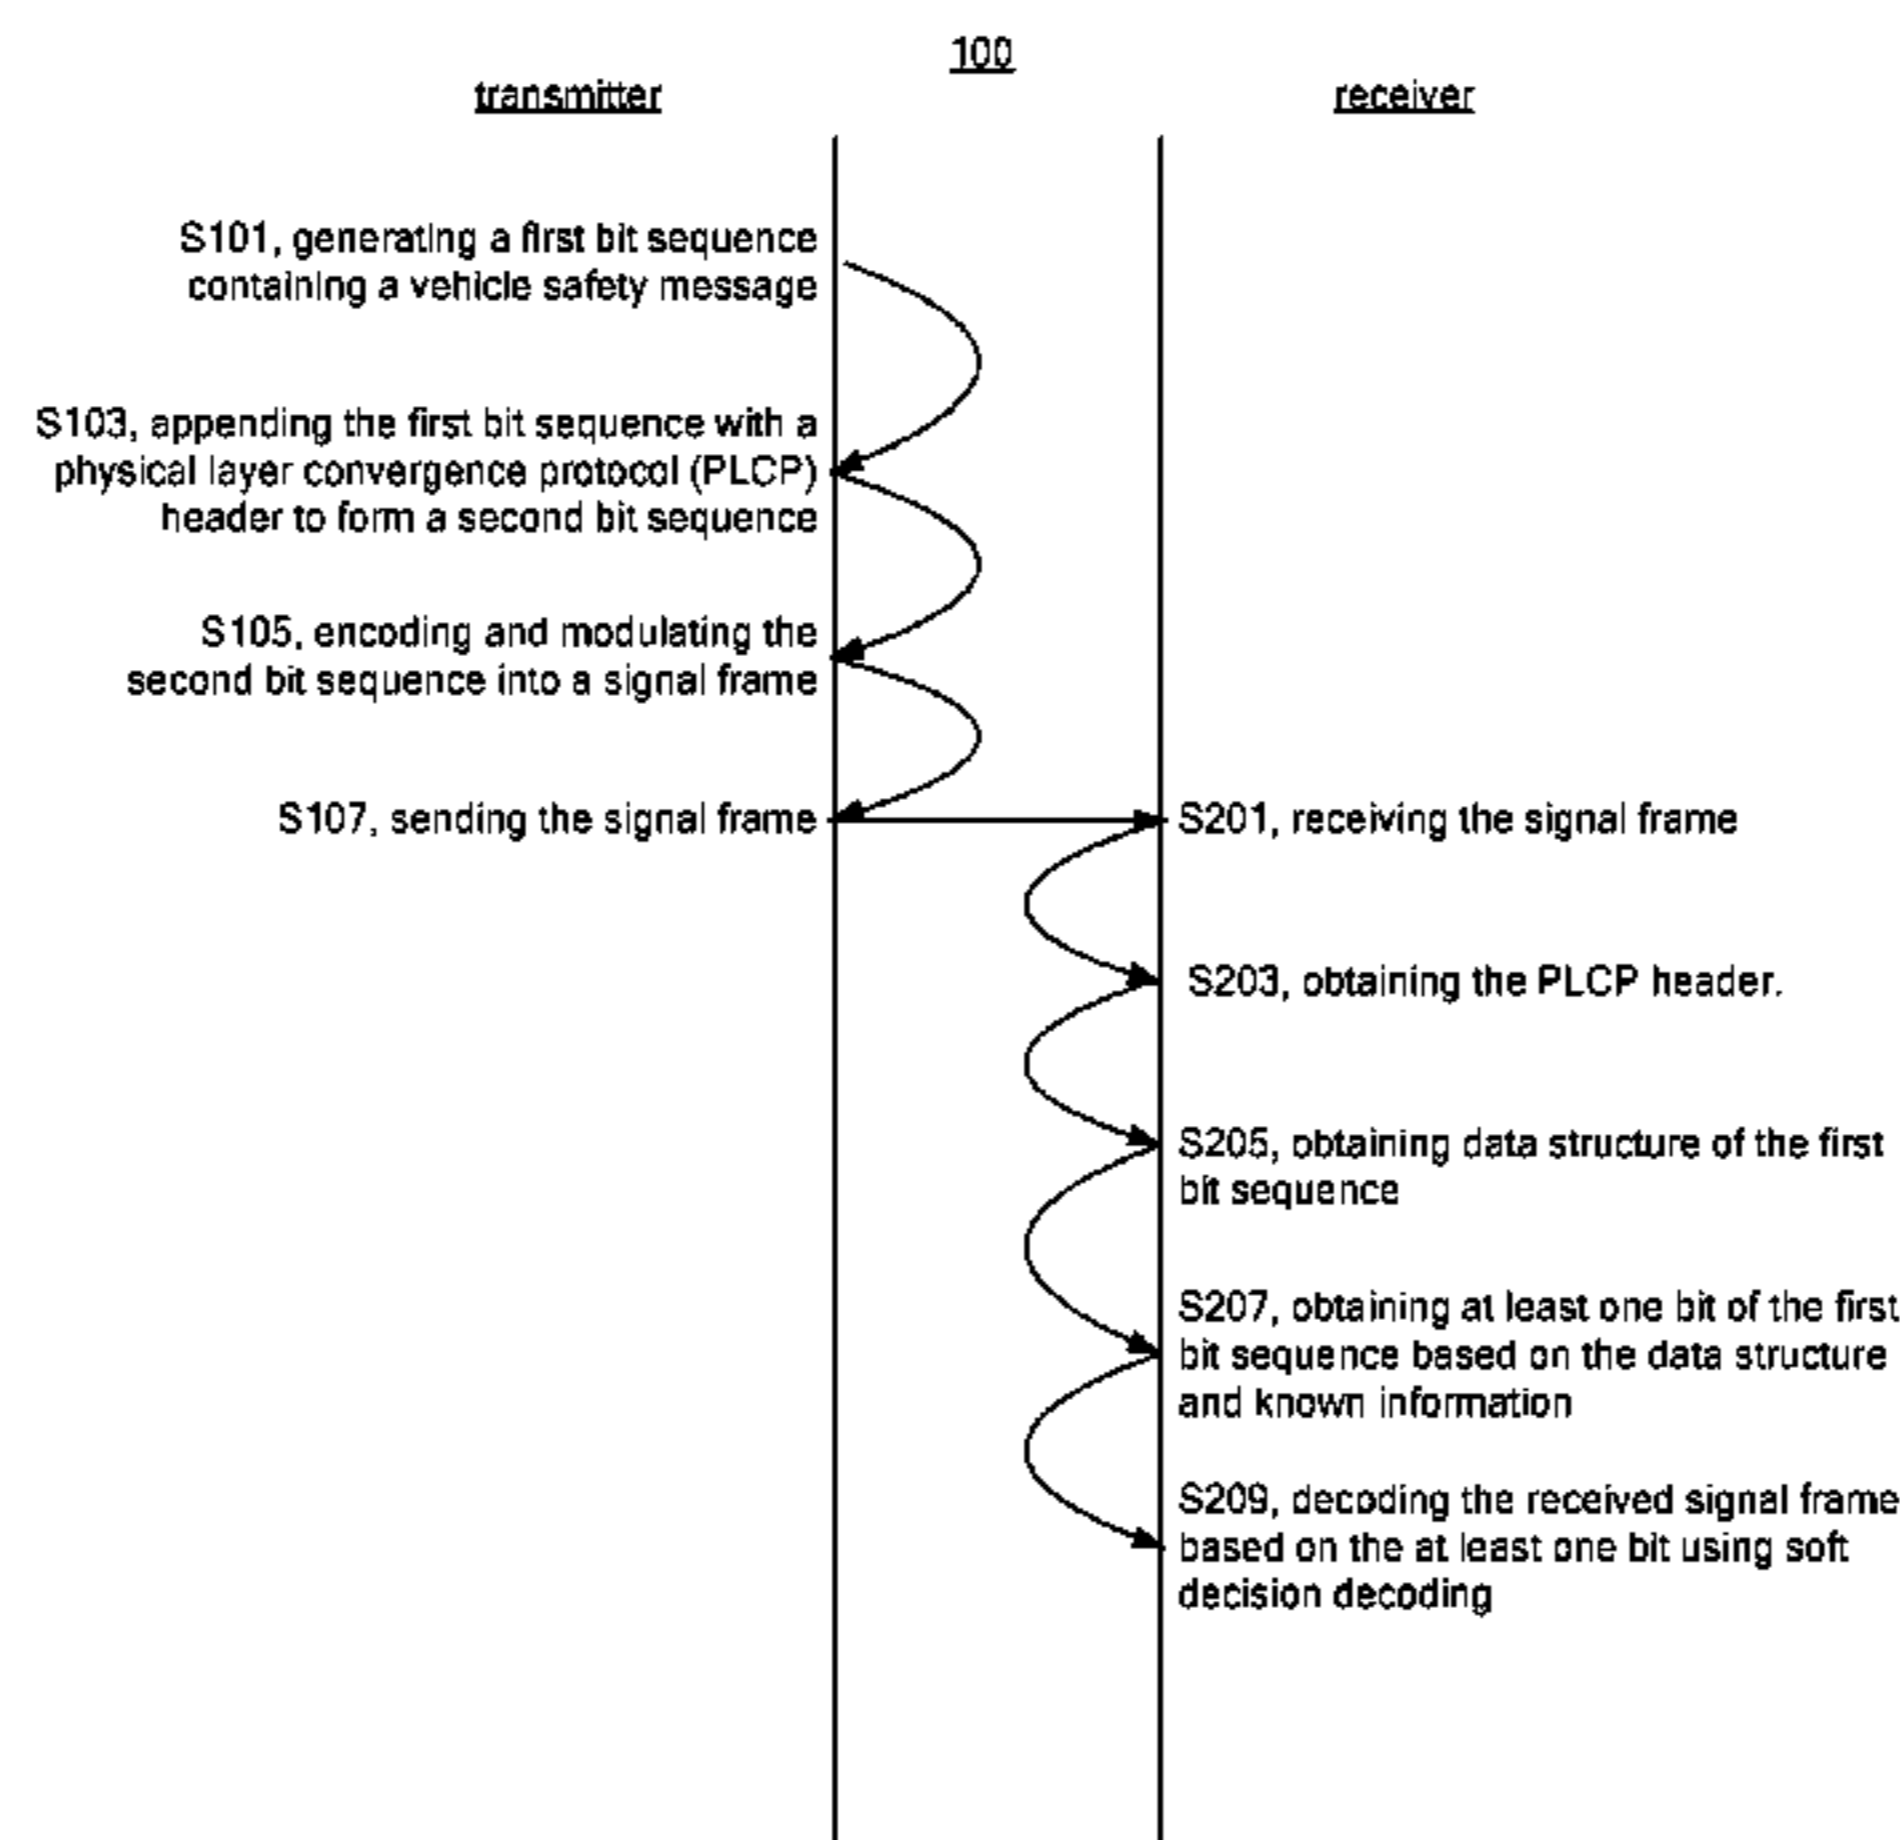 100
transmitter
receiver
S101, generating a first bit sequence
containing a vehicle safety message
S103, appending the first bit sequence with a
physical layer convergence protocol (PLCP)
header to form a second bit sequence
S105, encoding and modulating the
second bit sequence into a signal frame
S107, sending the signal frame
S201, receiving the signal frame
S203, obtaining the PLCP header.
S205, obtaining data structure of the first
bit sequence
S207, obtaining at least one bit of the first
bit sequence based on the data structure
and known information
S209, decoding the received signal frame
based on the at least one bit using soft
decision decoding